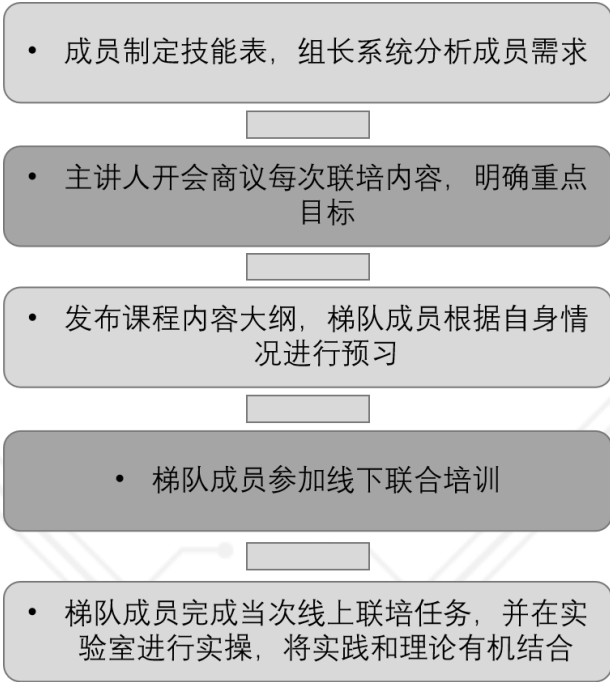 • 成员制定技能表，组长系统分析成员需求
• 主讲人开会商议每次联培内容，明确重点
目标
• 发布课程内容大纲，梯队成员根据自身情
况进行预习
• 梯队成员参加线下联合培训
• 梯队成员完成当次线上联培任务，并在实
验室进行实操，将实践和理论有机结合